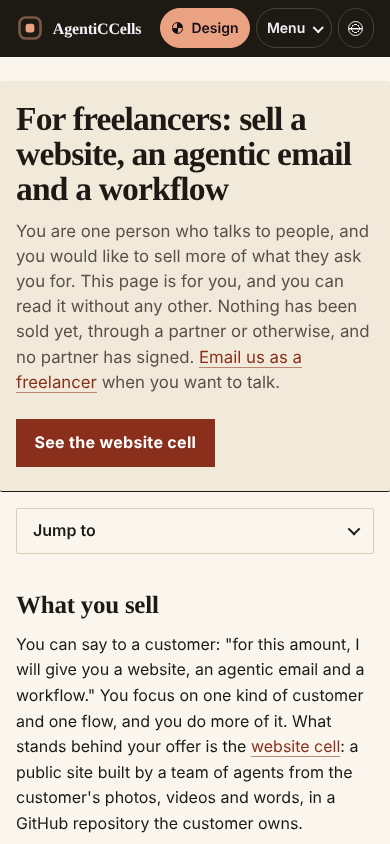 AgentiCCells
Design
Menu
For freelancers: sell a
website, an agentic email
and a workflow
You are one person who talks to people, and
you would like to sell more of what they ask
you for. This page is for you, and you can
read it without any other. Nothing has been
sold yet, through a partner or otherwise, and
no partner has signed. Email us as a
freelancer when you want to talk.
See the website cell
Jump to
What you sell
You can say to a customer: "for this amount, I
will give you a website, an agentic email and a
workflow." You focus on one kind of customer
and one flow, and you do more of it. What
stands behind your offer is the website cell: a
public site built by a team of agents from the
customer's photos, videos and words, in a
GitHub repository the customer owns.